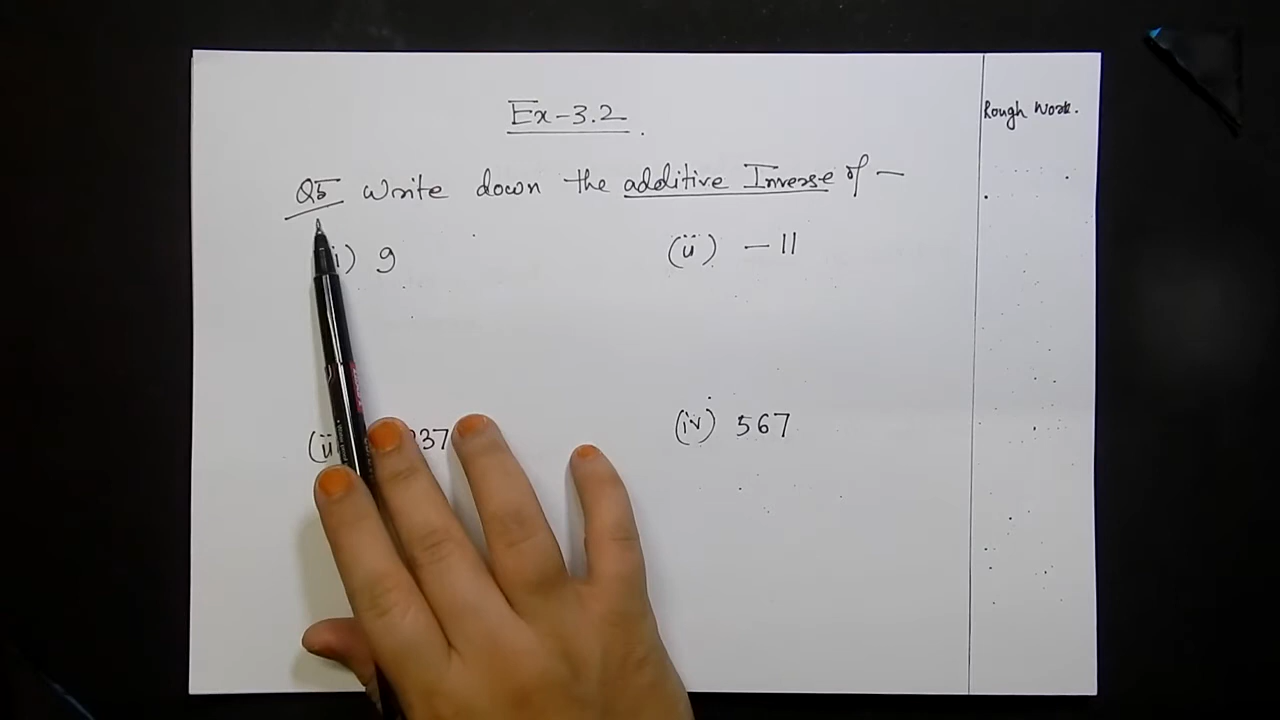 Ex-3.2.
Rough Work.
Q5 Write down the additive Inverse of -
i) 9
(ii) -11
(iv) 567